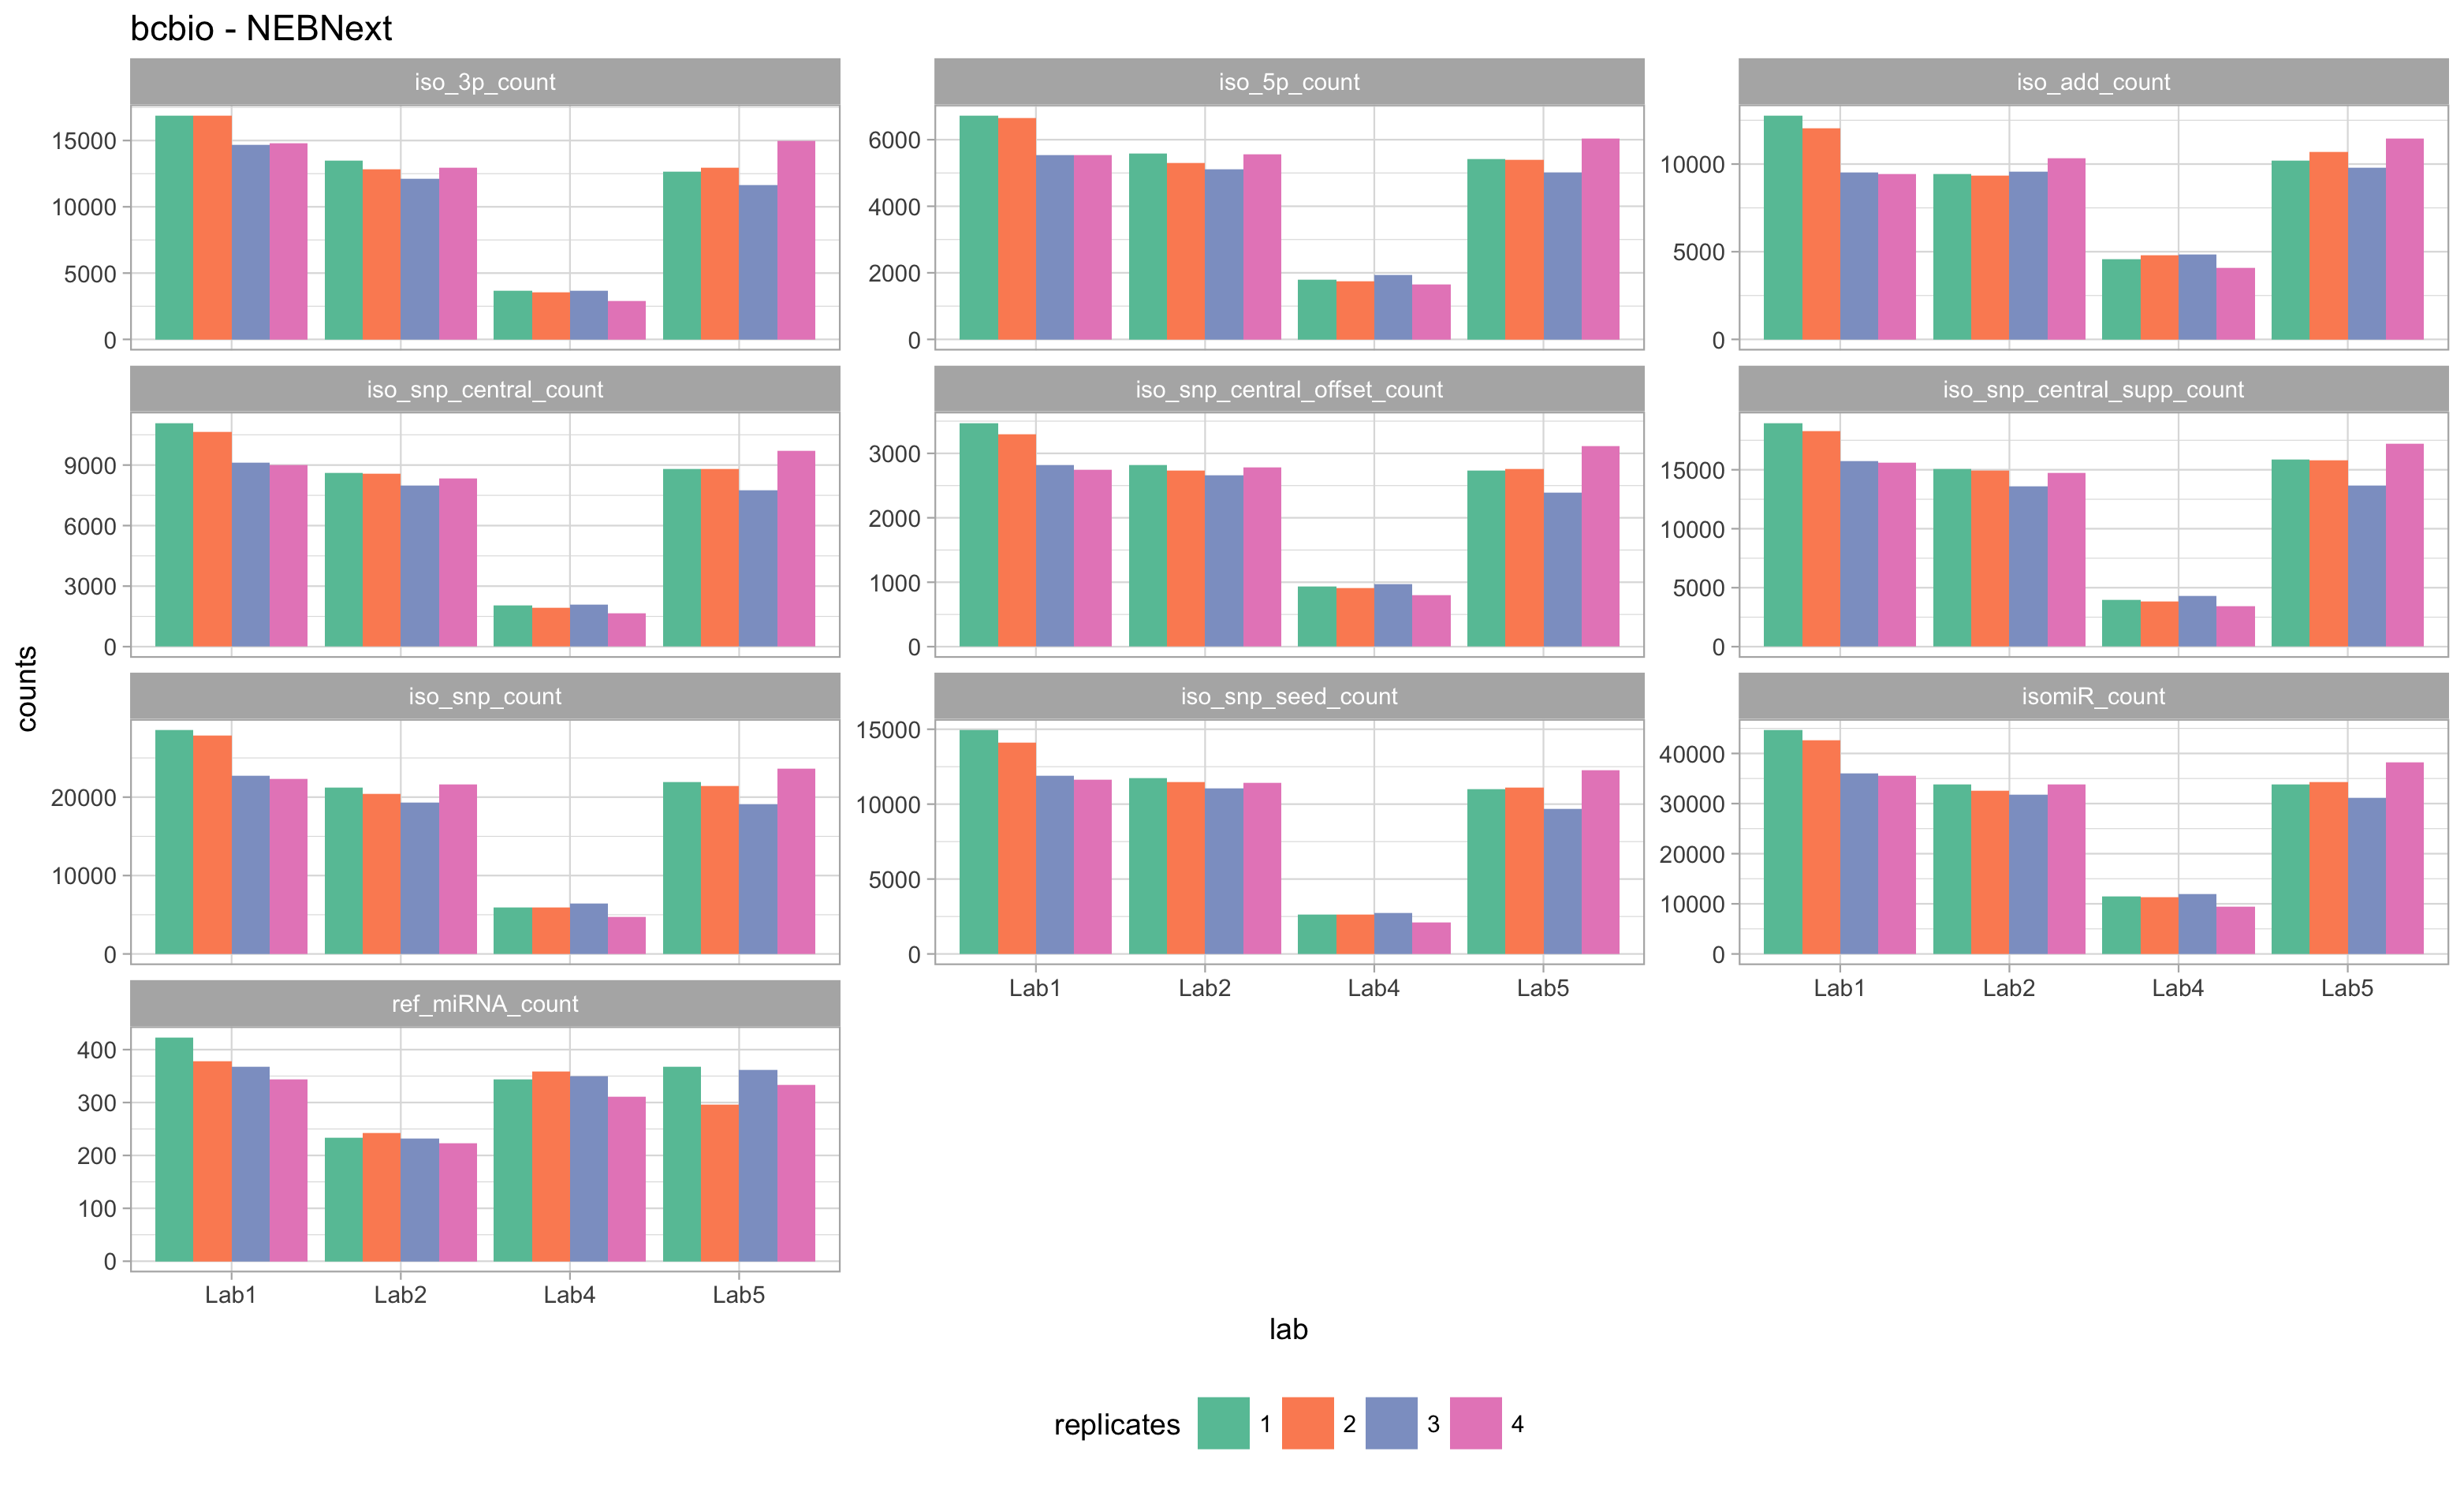 bcbio - NEBNext
iso_3p_count
iso_5p_count
iso_add_count
15000
10000
5000
0
6000
4000
2000
0
10000
5000
0
iso_snp_central_count
iso_snp_central_offset_count
iso_snp_central_supp_count
9000
6000
3000
0
3000
2000
1000
0
15000
10000
5000
0
counts
iso_snp_count
iso_snp_seed_count
isomiR_count
20000
10000
0
15000
10000
5000
0
40000
30000
20000
10000
0
Lab1 Lab2 Lab4 Lab5
Lab1 Lab2 Lab4 Lab5
ref_miRNA_count
400
300
200
100
0
Lab1 Lab2 Lab4 Lab5
lab
replicates 1 2 3 4